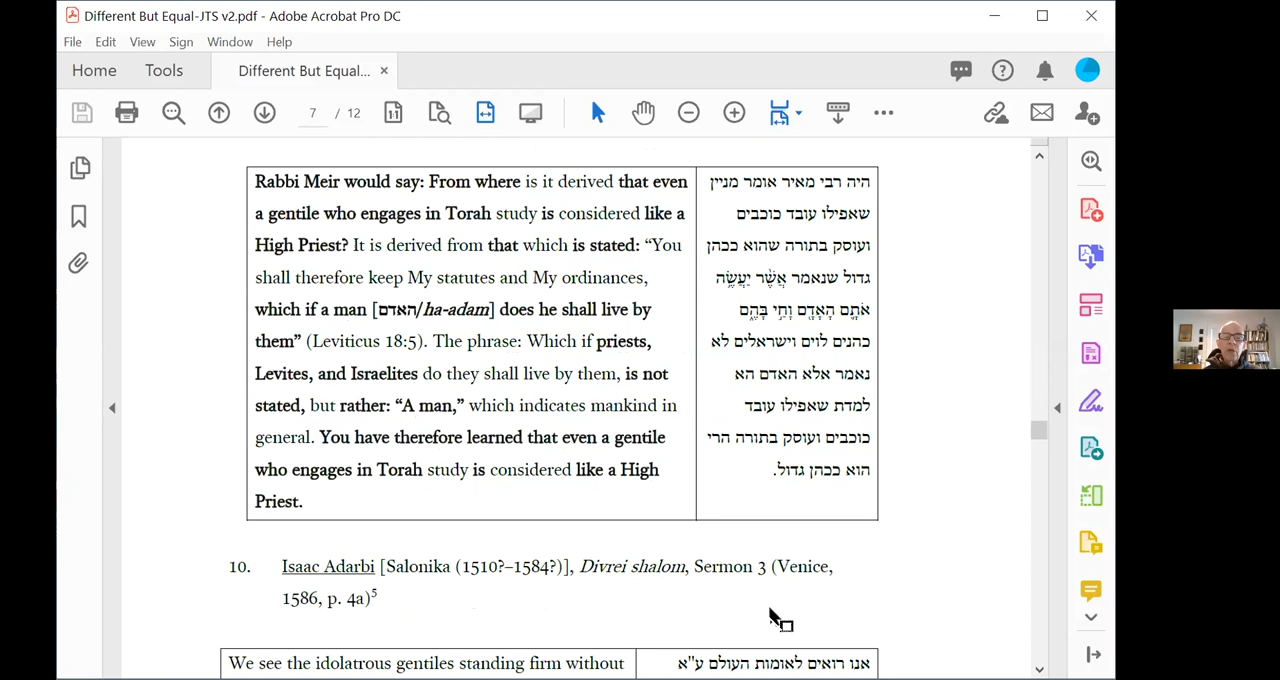 Different But Equal-JTS v2.pdf - Adobe Acrobat Pro DC
File Edit View Sign Window Help
Home Tools Different But Equal... ×
7 / 12
Rabbi Meir would say: From where is it derived that even
a gentile who engages in Torah study is considered like a
High Priest? It is derived from that which is stated: “You
shall therefore keep My statutes and My ordinances,
which if a man [האדם/ha-adam] does he shall live by
them” (Leviticus 18:5). The phrase: Which if priests,
Levites, and Israelites do they shall live by them, is not
stated, but rather: “A man,” which indicates mankind in
general. You have therefore learned that even a gentile
who engages in Torah study is considered like a High
Priest.
היה רבי מאיר אומר מניין
שאפילו עובד כוכבים
ועוסק בתורה שהוא ככהן
גדול שנאמר אֲשֶׁ֨ר יַעֲשֶׂ֥ה
אֹתָ֛ם הָאָדָ֖ם וָחַ֣י בָּהֶ֑ם
כהנים לוים וישראלים לא
נאמר אלא האדם הא
למדת שאפילו עובד
כוכבים ועוסק בתורה הרי
הוא ככהן גדול.
10. Isaac Adarbi [Salonika (1510?–1584?)], Divrei shalom, Sermon 3 (Venice,
1586, p. 4a)5
We see the idolatrous gentiles standing firm without
אנו רואים לאומות העולם ע"א